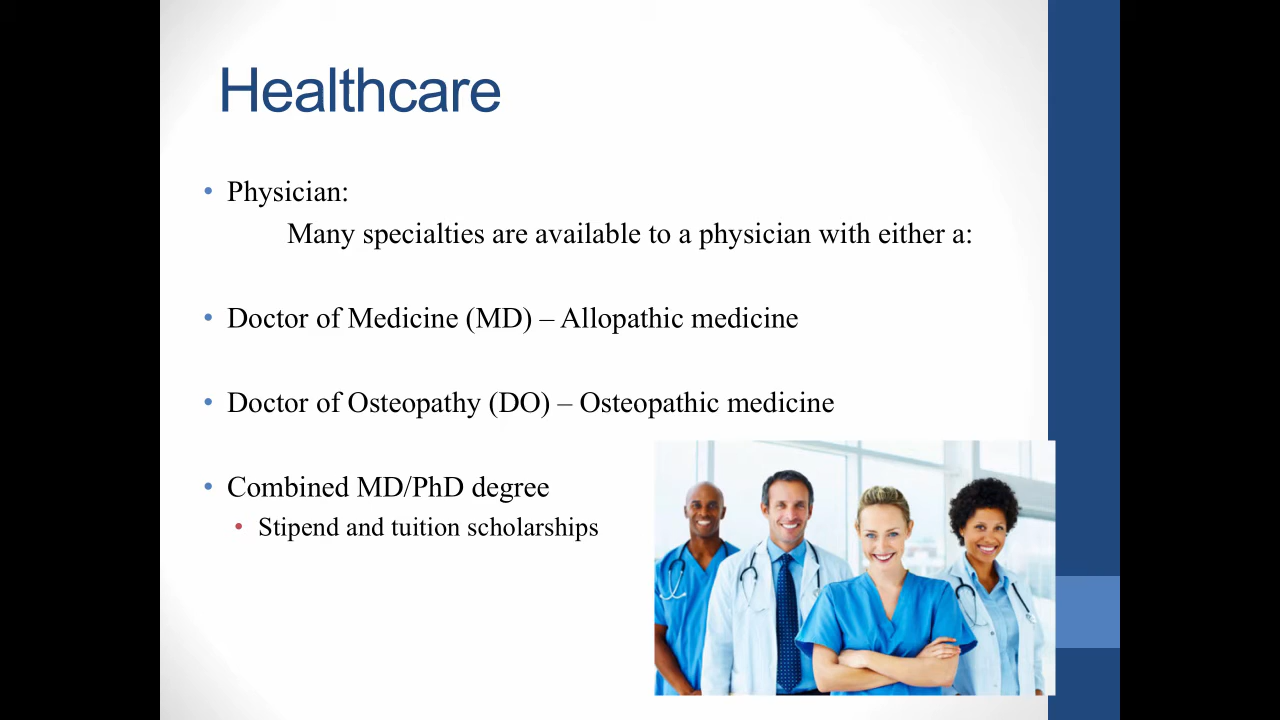 Healthcare
• Physician:
Many specialties are available to a physician with either a:
• Doctor of Medicine (MD) – Allopathic medicine
• Doctor of Osteopathy (DO) – Osteopathic medicine
• Combined MD/PhD degree
• Stipend and tuition scholarships